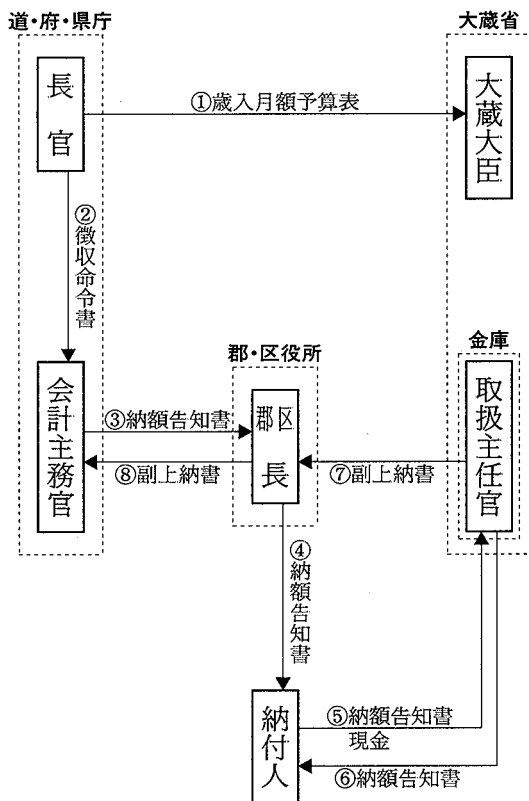 道・府・県庁
大蔵省
長官
①歳入月額予算表
大蔵大臣
②徴収命令書
郡・区役所
金庫
会計主務官
③納額告知書
郡区長
⑧副上納書
⑦副上納書
取扱主任官
④納額告知書
納付人
⑤納額告知書
現金
⑥納額告知書